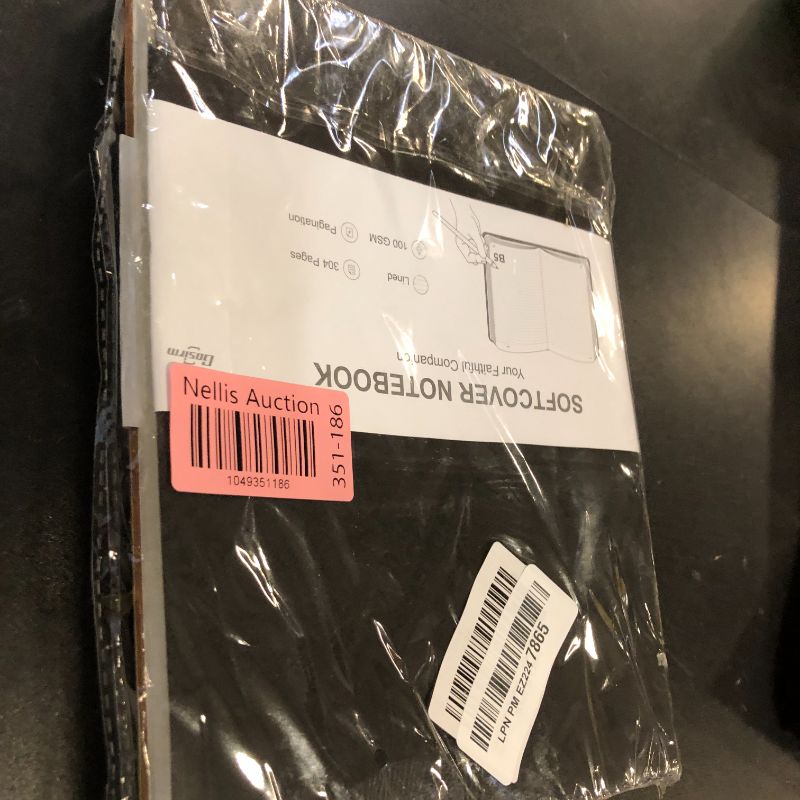 SOFTCOVER NOTEBOOK
Your Faithful Companion
Lined
304 Pages
100 GSM
Pagination
B5
Nellis Auction
351-186
1049351186
LPN PM EZ224 7865